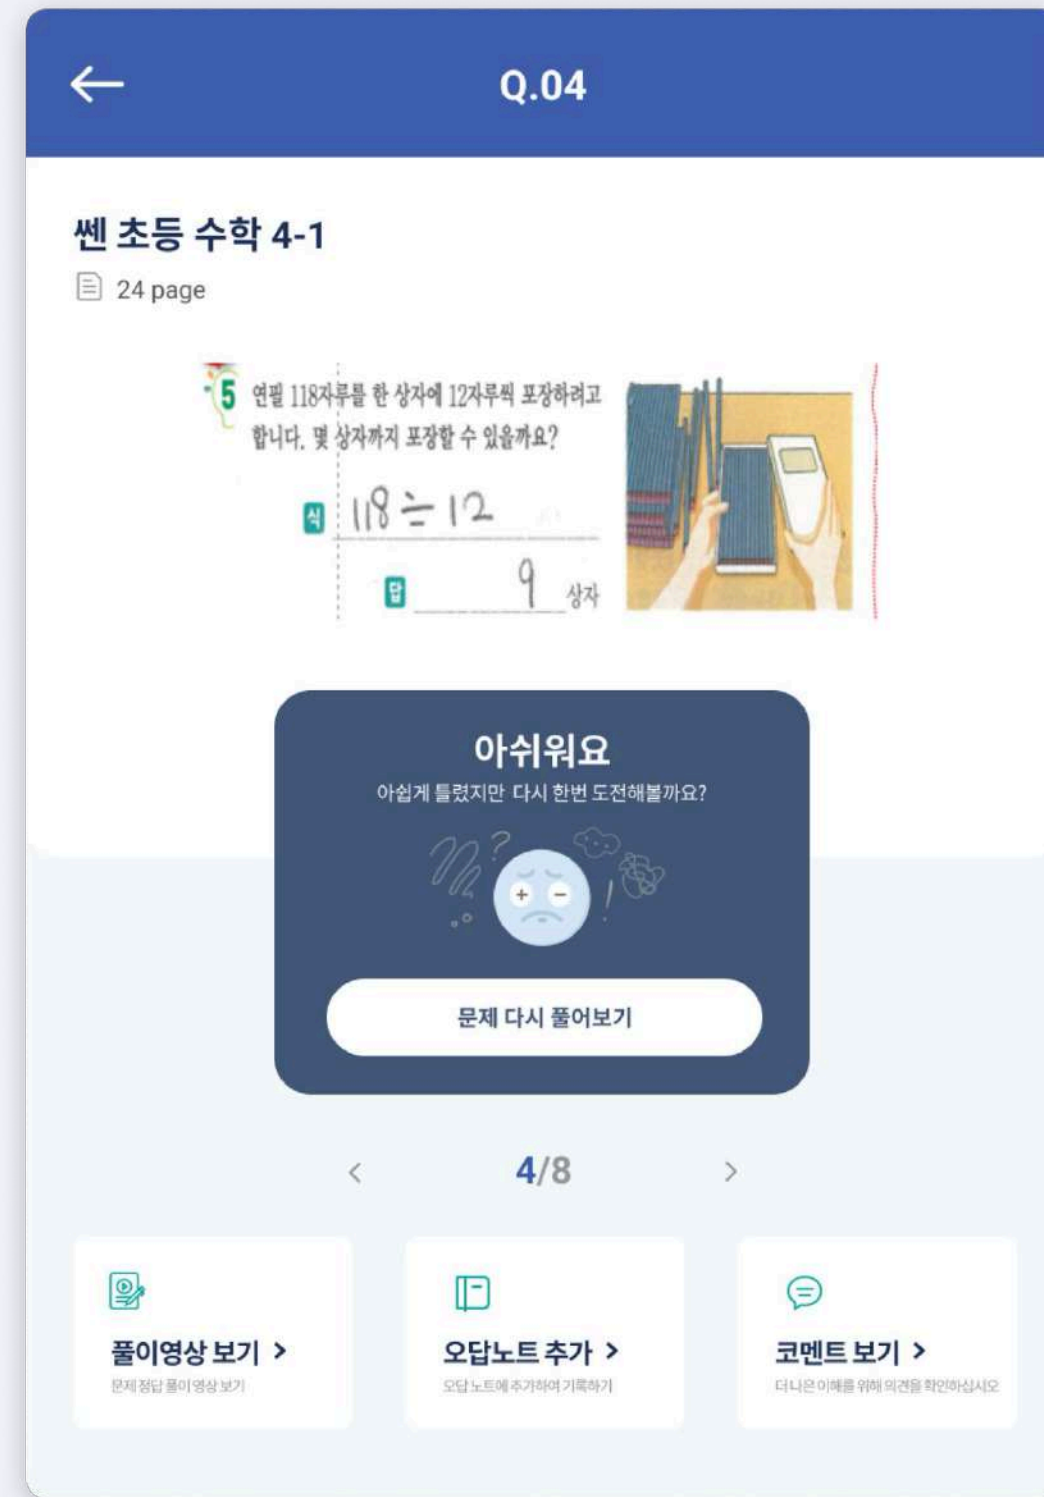 Q.04
쎈 초등 수학 4-1
24 page
5 연필 118자루를 한 상자에 12자루씩 포장하려고
합니다. 몇 상자까지 포장할 수 있을까요?
식 118÷12
답 9 상자
아쉬워요
아쉽게 틀렸지만 다시 한번 도전해볼까요?
문제 다시 풀어보기
4/8
풀이영상 보기 >
문제 정답 풀이 영상 보기
오답노트 추가 >
오답 노트에 추가하여 기록하기
코멘트 보기 >
더 나은 이해를 위해 의견을 확인하십시오